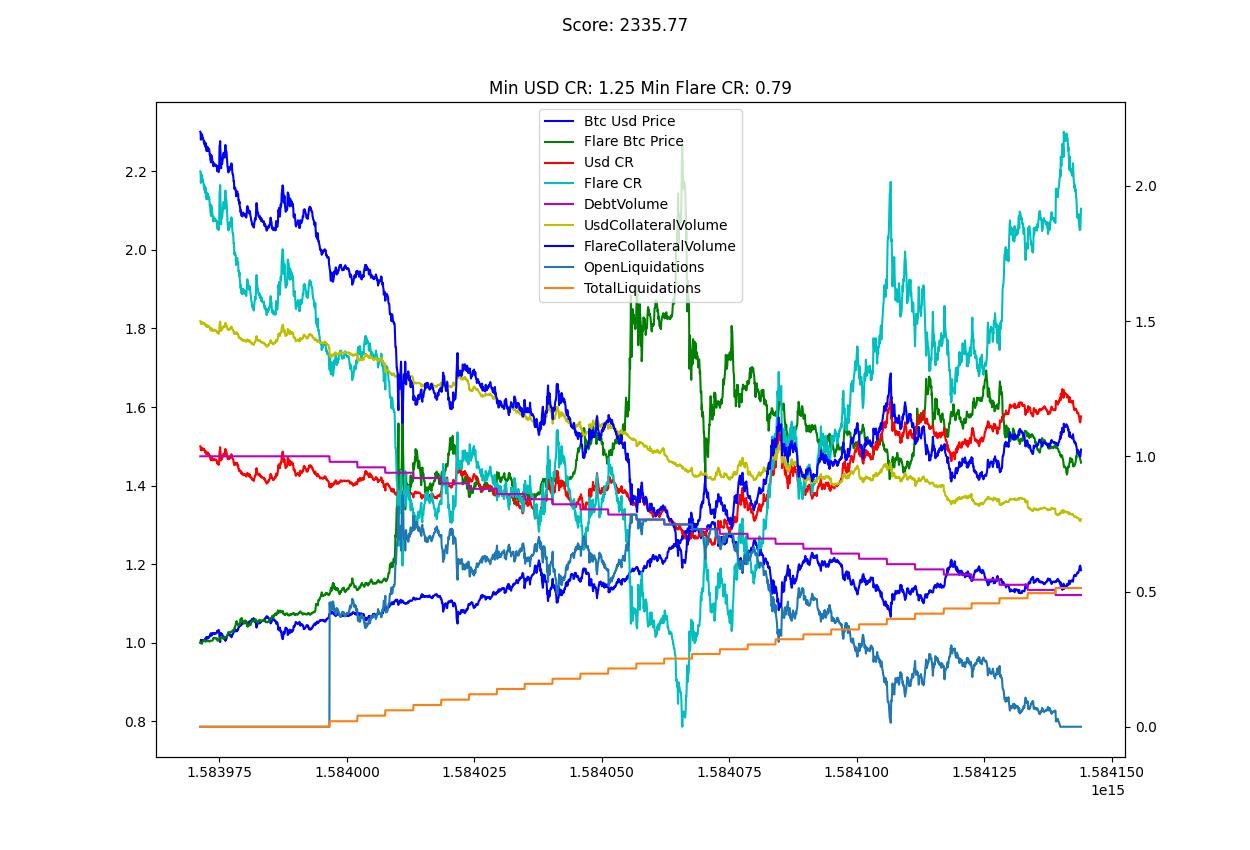 Score: 2335.77
Min USD CR: 1.25 Min Flare CR: 0.79
Btc Usd Price
Flare Btc Price
Usd CR
Flare CR
DebtVolume
UsdCollateralVolume
FlareCollateralVolume
OpenLiquidations
TotalLiquidations
2.2
2.0
1.8
1.6
1.4
1.2
1.0
0.8
2.0
1.5
1.0
0.5
0.0
1.583975 1.584000 1.584025 1.584050 1.584075 1.584100 1.584125 1.584150
1e15